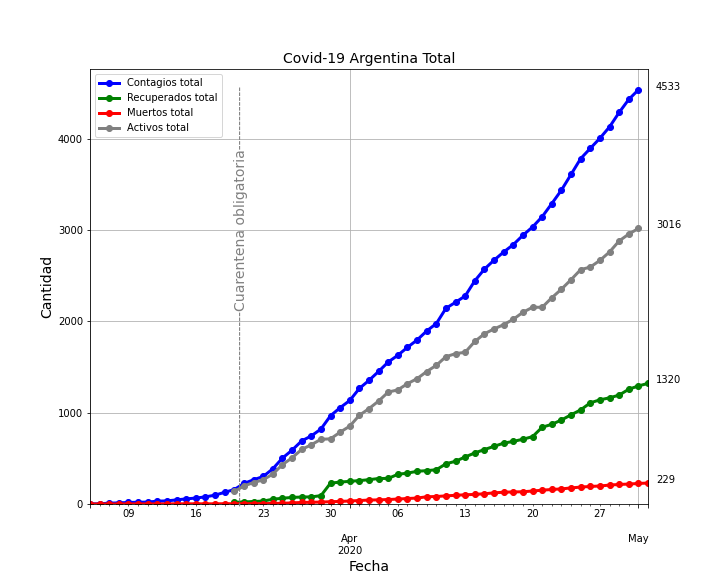 Covid-19 Argentina Total
Contagios total
Recuperados total
Muertos total
Activos total
Cuarentena obligatoria
Cantidad
4000
3000
2000
1000
0
4533
3016
1320
229
09 16 23 30 06 13 20 27
Apr May
2020
Fecha